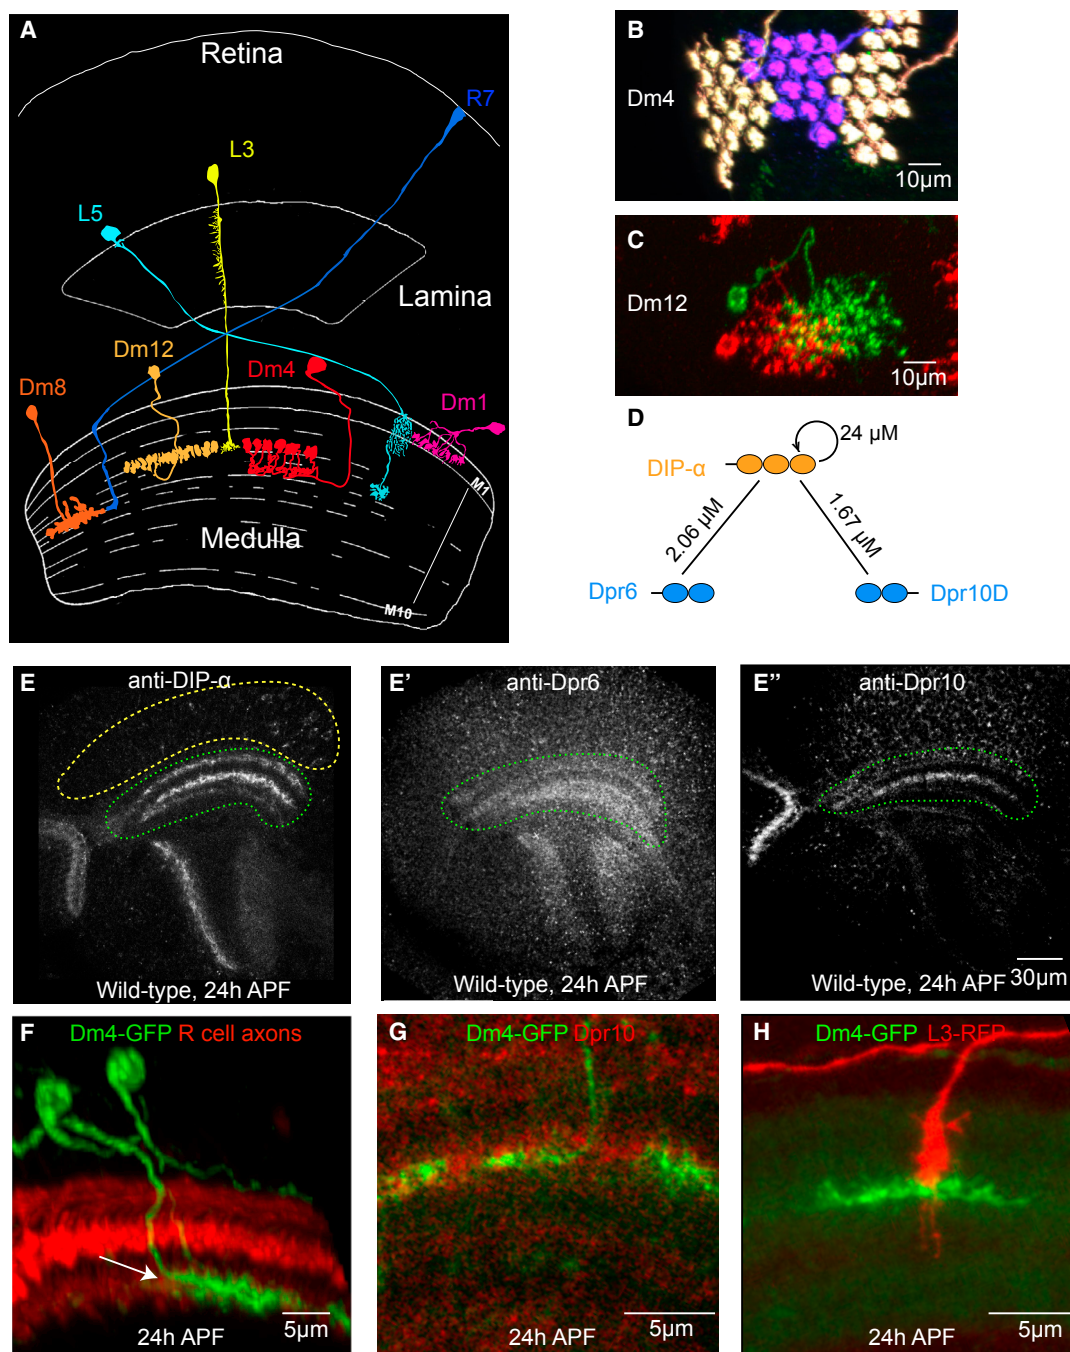 A
Retina
R7
L3
L5
Lamina
Dm12
Dm4
Dm8
Dm1
M1
Medulla
M10
B
Dm4
10µm
C
Dm12
10µm
D
24 µM
DIP-α
2.06 µM
1.67 µM
Dpr6
Dpr10D
E
anti-DIP-α
Wild-type, 24h APF
E’
anti-Dpr6
Wild-type, 24h APF
E”
anti-Dpr10
30µm
Wild-type, 24h APF
F
Dm4-GFP R cell axons
5µm
24h APF
G
Dm4-GFP Dpr10
5µm
24h APF
H
Dm4-GFP L3-RFP
5µm
24h APF